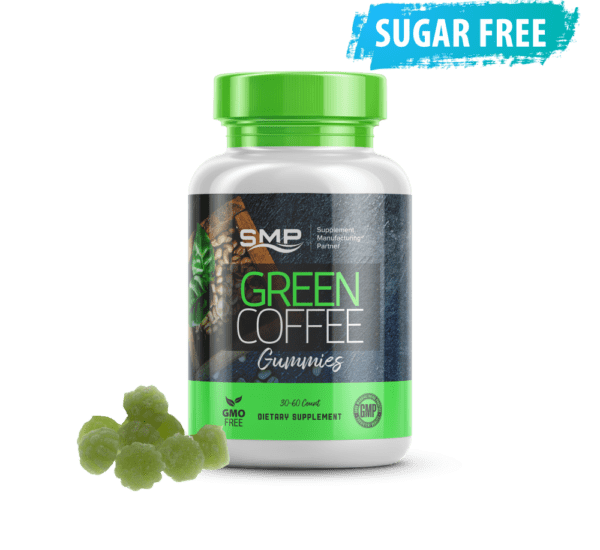 SUGAR FREE
SMP
Supplement
Manufacturing
Partner
GREEN
COFFEE
Gummies
30-60 Count
DIETARY SUPPLEMENT
GMO
FREE
GMP